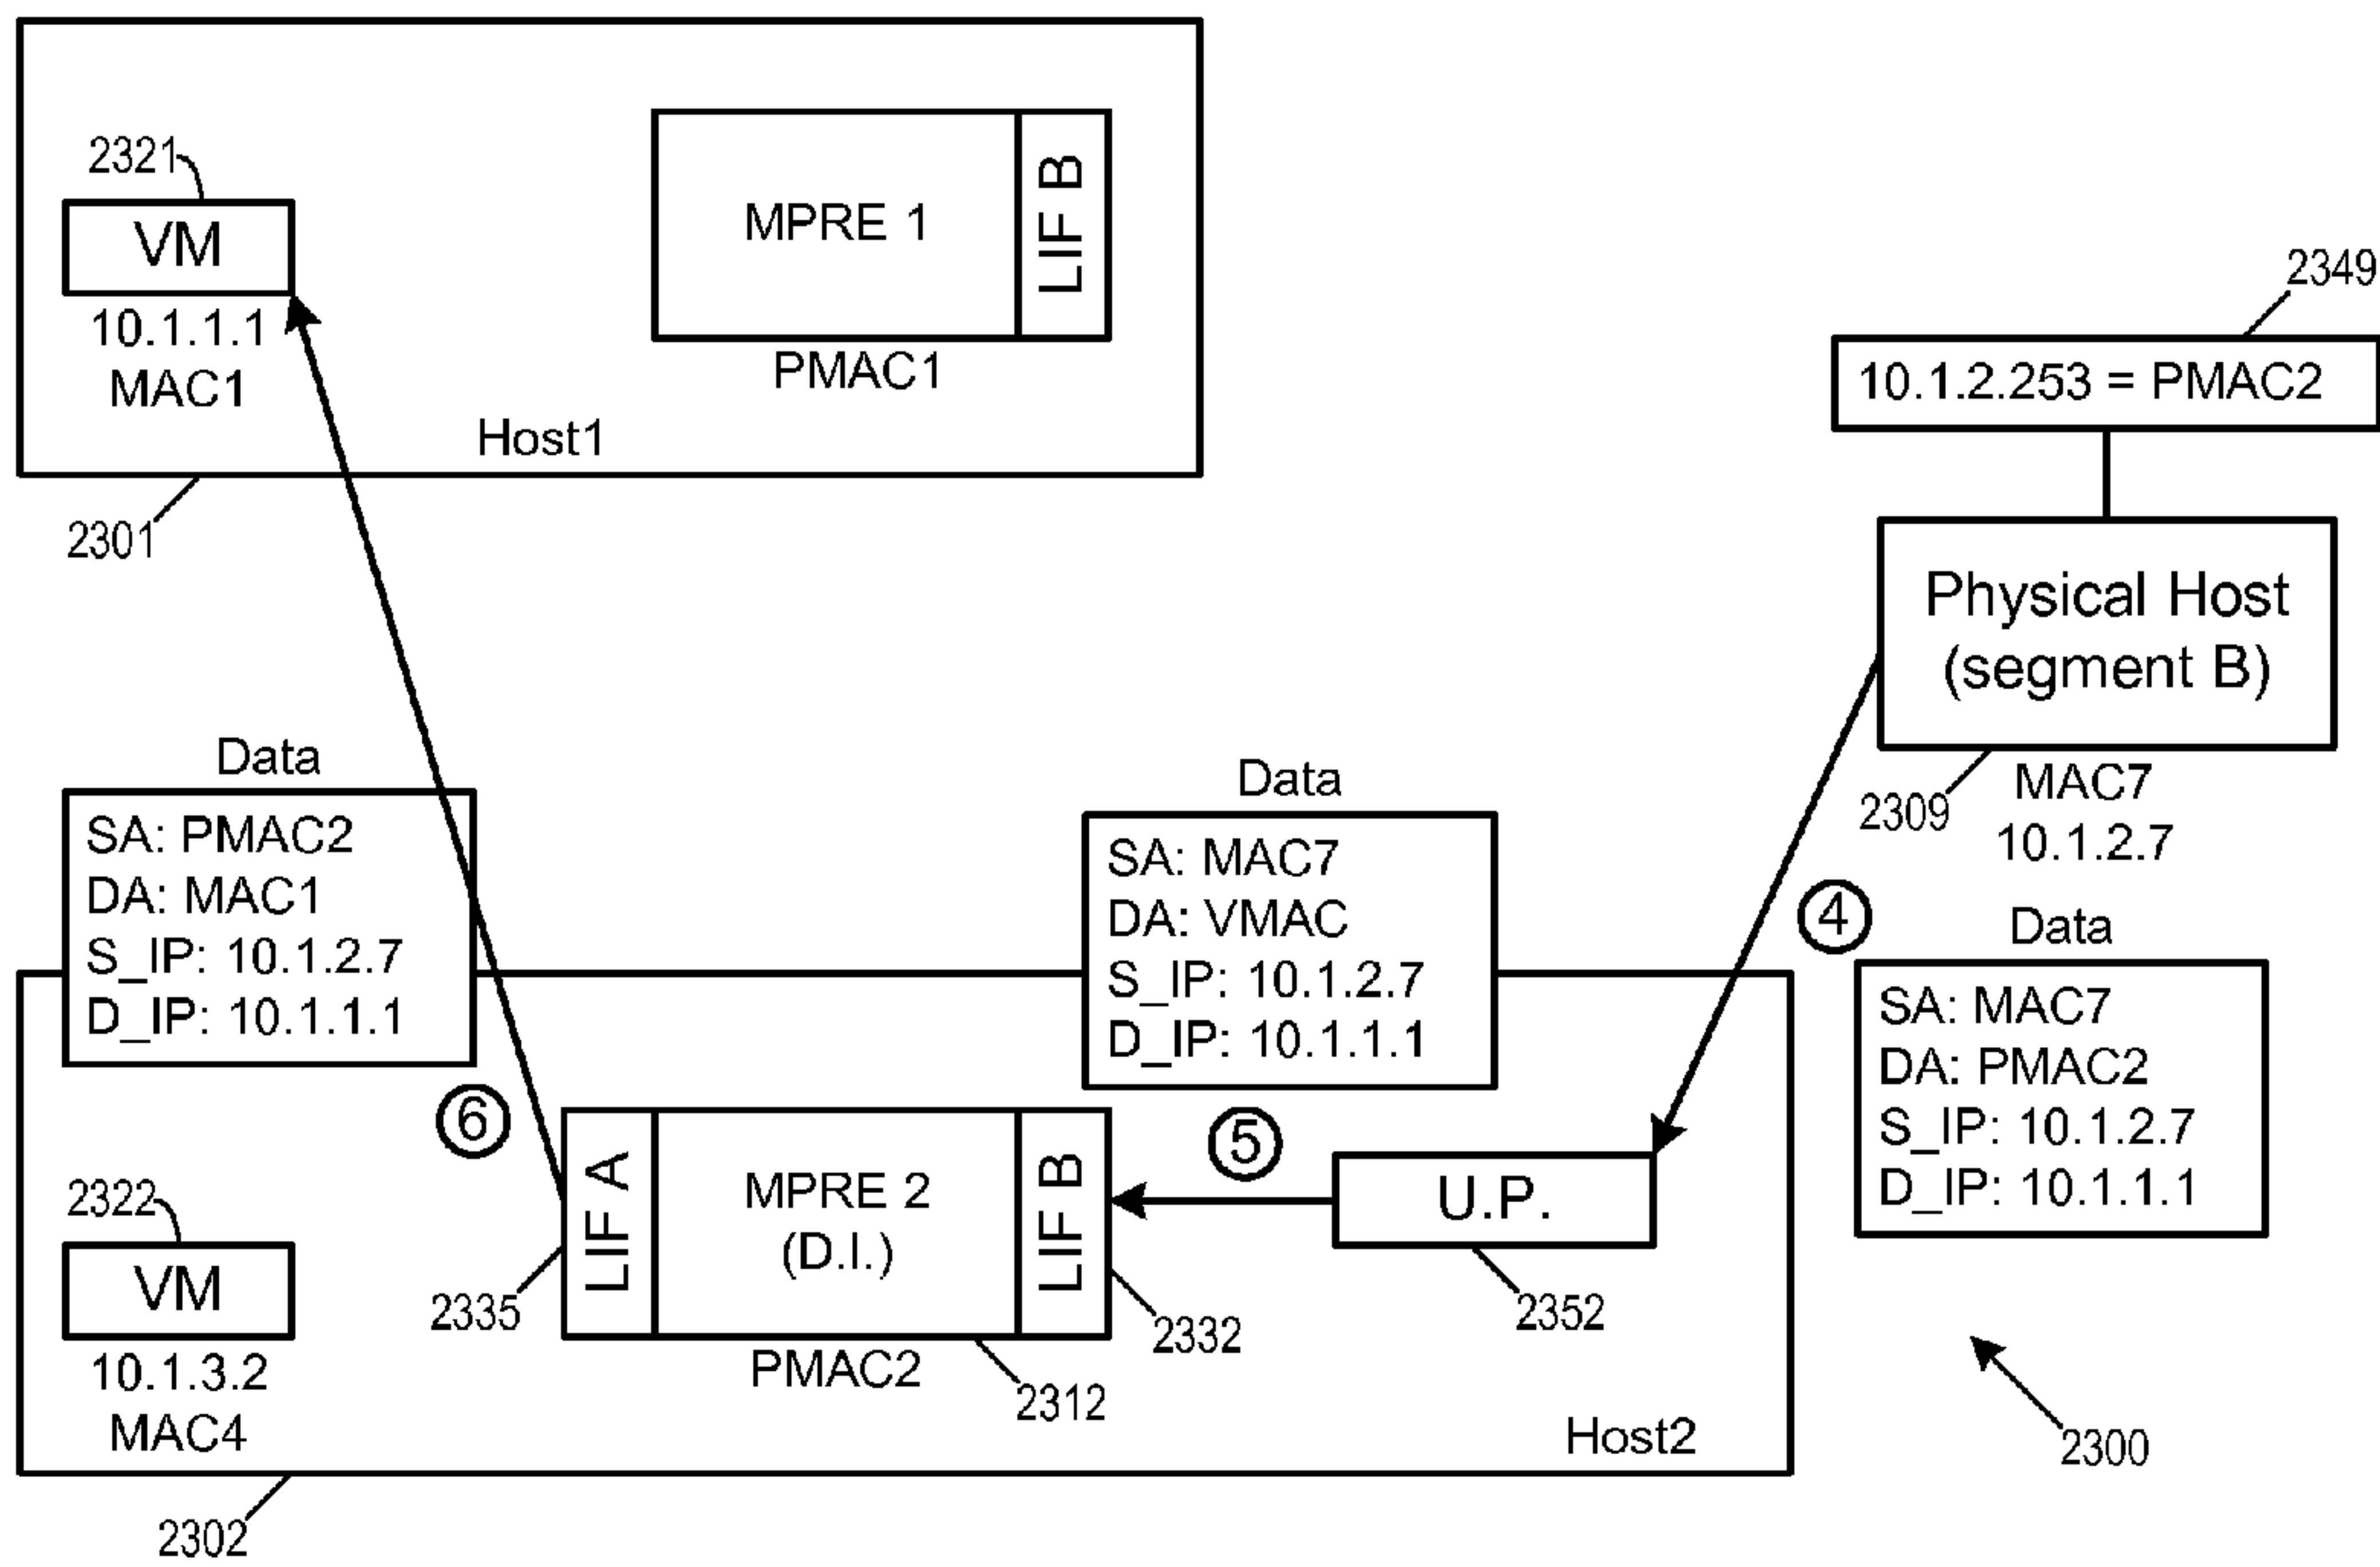 2321
VM
10.1.1.1
MAC1
MPRE 1
LIF B
PMAC1
Host1
2301
2349
10.1.2.253 = PMAC2
Physical Host
(segment B)
2309
MAC7
10.1.2.7
4
Data
SA: MAC7
DA: PMAC2
S_IP: 10.1.2.7
D_IP: 10.1.1.1
Data
SA: MAC7
DA: VMAC
S_IP: 10.1.2.7
D_IP: 10.1.1.1
5
U.P.
2352
Data
SA: PMAC2
DA: MAC1
S_IP: 10.1.2.7
D_IP: 10.1.1.1
6
LIF A
MPRE 2
(D.I.)
LIF B
2335
2332
PMAC2
2312
2322
VM
10.1.3.2
MAC4
Host2
2302
2300